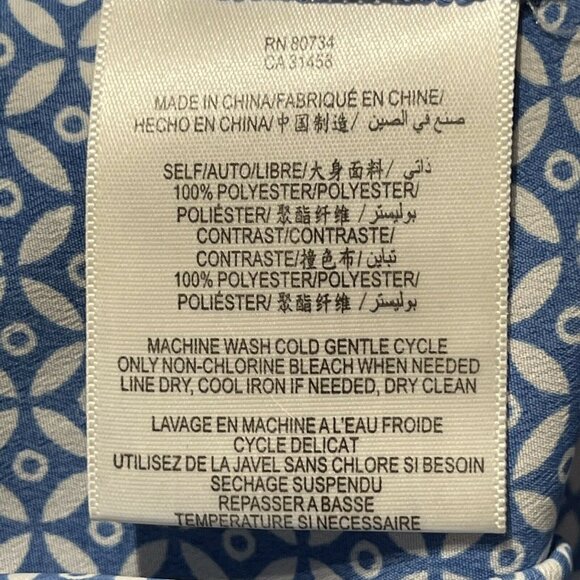 RN 80734
CA 31458
MADE IN CHINA/FABRIQUÉ EN CHINE/
HECHO EN CHINA/中国制造/ صنع في الصين
SELF/AUTO/LIBRE/大身面料/ ذاتي
100% POLYESTER/POLYESTER/
POLIÉSTER/ 聚酯纤维 / بوليستر
CONTRAST/CONTRASTE/
CONTRASTE/撞色布/ تباين
100% POLYESTER/POLYESTER/
POLIÉSTER/ 聚酯纤维/ بوليستر
MACHINE WASH COLD GENTLE CYCLE
ONLY NON-CHLORINE BLEACH WHEN NEEDED
LINE DRY, COOL IRON IF NEEDED, DRY CLEAN
LAVAGE EN MACHINE A L'EAU FROIDE
CYCLE DELICAT
UTILISEZ DE LA JAVEL SANS CHLORE SI BESOIN
SECHAGE SUSPENDU
REPASSER A BASSE
TEMPERATURE SI NECESSAIRE